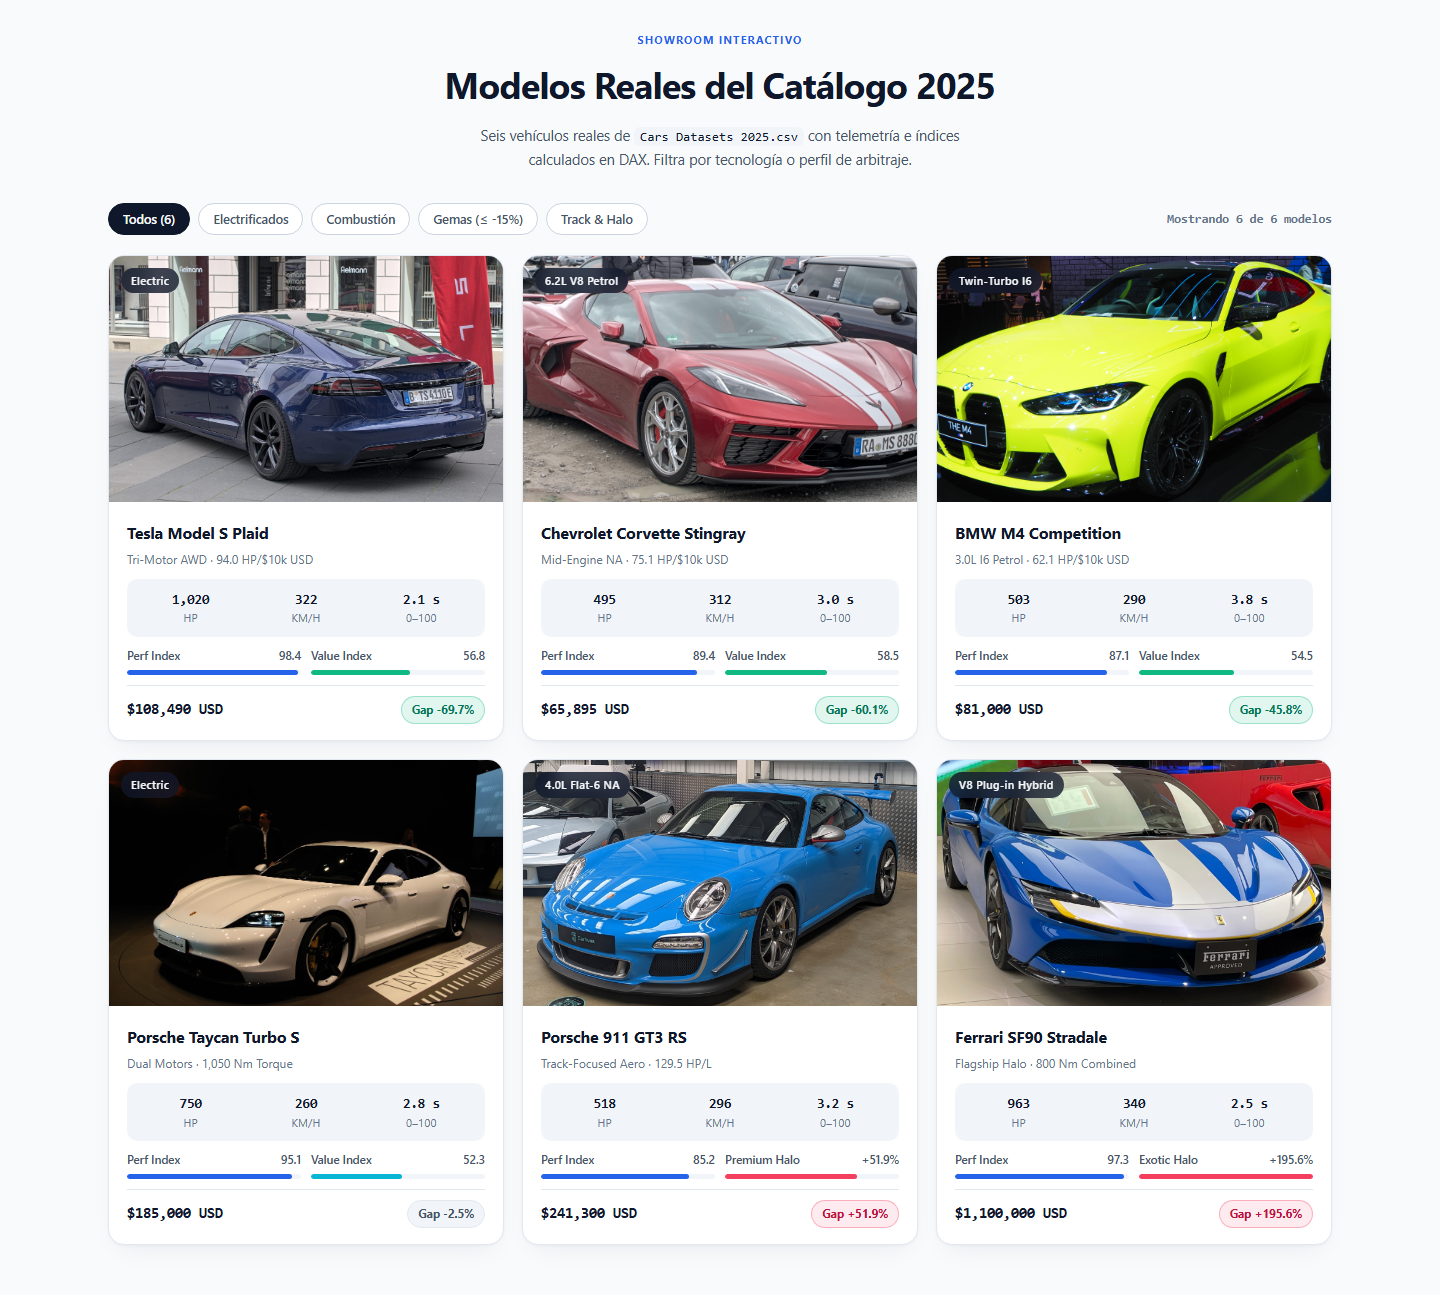 SHOWROOM INTERACTIVO
Modelos Reales del Catálogo 2025
Seis vehículos reales de Cars Datasets 2025.csv con telemetría e índices
calculados en DAX. Filtra por tecnología o perfil de arbitraje.
Todos (6) Electrificados Combustión Gemas (≤ -15%) Track & Halo Mostrando 6 de 6 modelos
Electric
Fielmann
B TS4110E
Tesla Model S Plaid
Tri-Motor AWD · 94.0 HP/$10k USD
1,020 322 2.1 s
HP KM/H 0–100
Perf Index 98.4 Value Index 56.8
$108,490 USD Gap -69.7%
6.2L V8 Petrol
RA MS 8880
Chevrolet Corvette Stingray
Mid-Engine NA · 75.1 HP/$10k USD
495 312 3.0 s
HP KM/H 0–100
Perf Index 89.4 Value Index 58.5
$65,895 USD Gap -60.1%
Twin-Turbo I6
THE M4
BMW M4 Competition
3.0L I6 Petrol · 62.1 HP/$10k USD
503 290 3.8 s
HP KM/H 0–100
Perf Index 87.1 Value Index 54.5
$81,000 USD Gap -45.8%
Electric
TAYCAN
Porsche Taycan Turbo S
Dual Motors · 1,050 Nm Torque
750 260 2.8 s
HP KM/H 0–100
Perf Index 95.1 Value Index 52.3
$185,000 USD Gap -2.5%
4.0L Flat-6 NA
Porsche 911 GT3 RS
Track-Focused Aero · 129.5 HP/L
518 296 3.2 s
HP KM/H 0–100
Perf Index 85.2 Premium Halo +51.9%
$241,300 USD Gap +51.9%
V8 Plug-in Hybrid
Ferrari
APPROVED
Ferrari SF90 Stradale
Flagship Halo · 800 Nm Combined
963 340 2.5 s
HP KM/H 0–100
Perf Index 97.3 Exotic Halo +195.6%
$1,100,000 USD Gap +195.6%